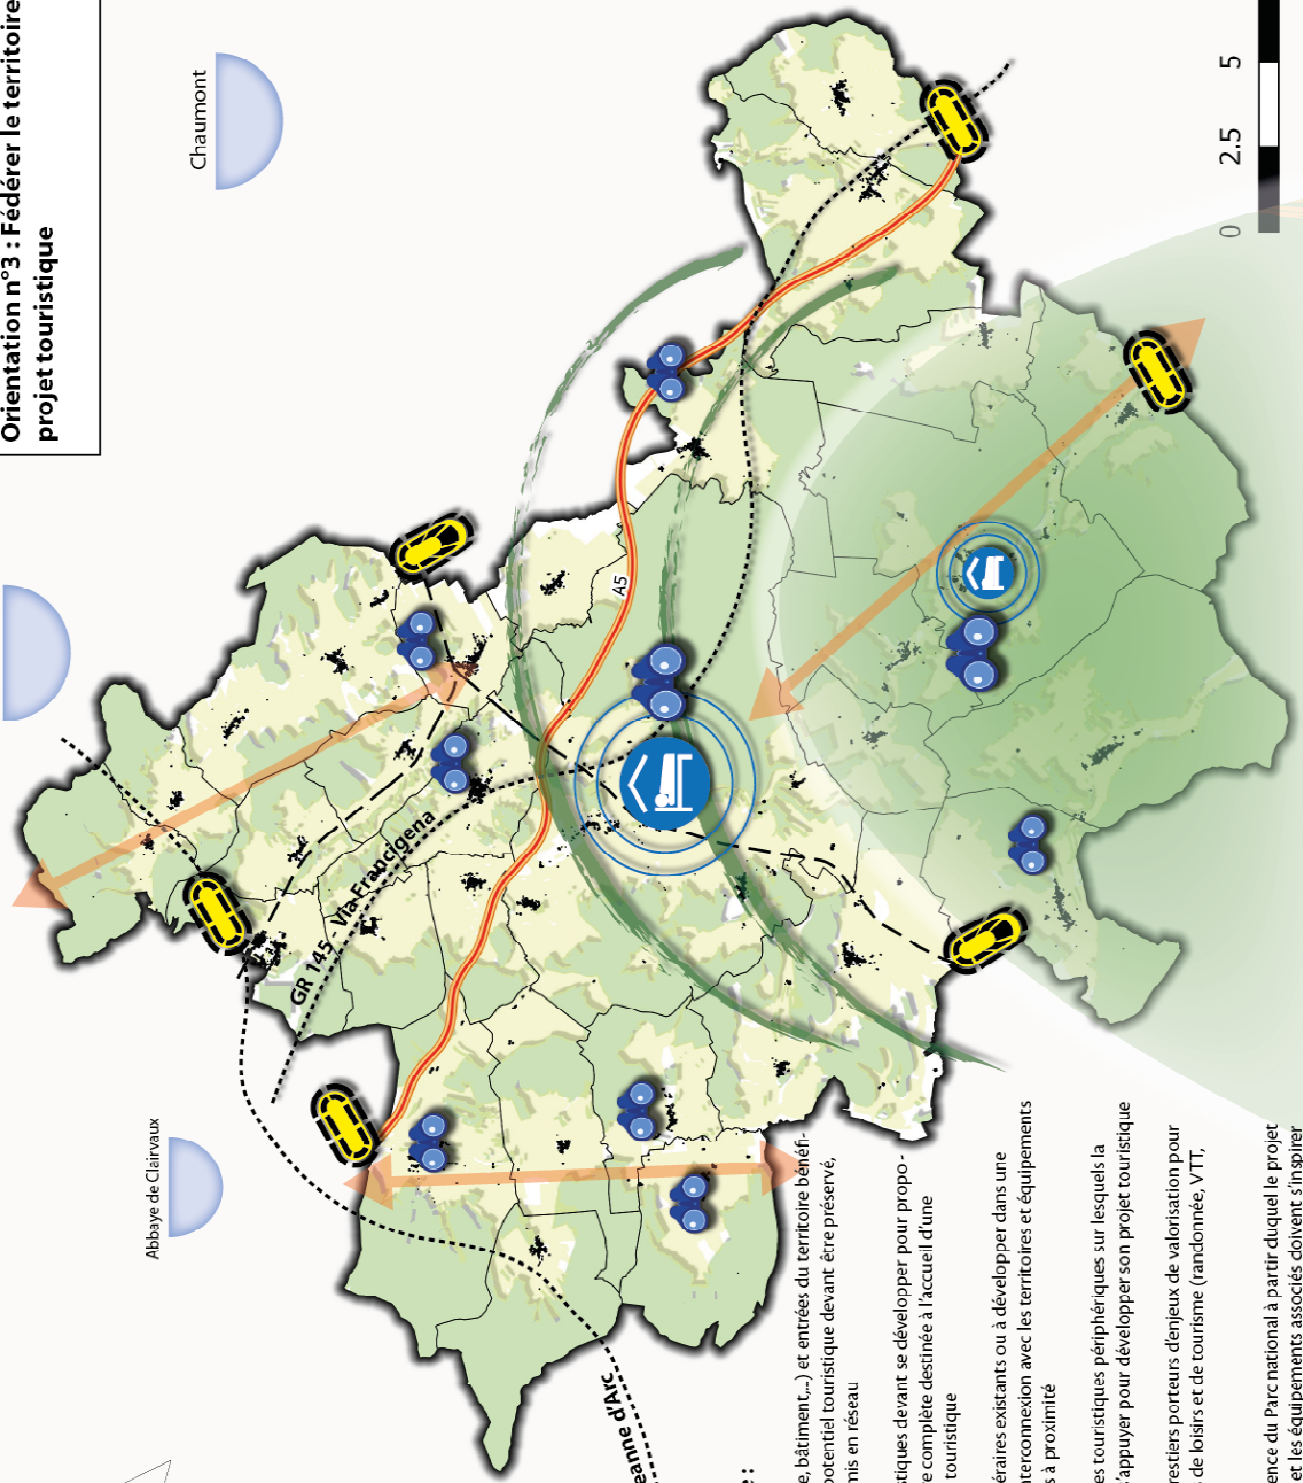 Orientation n°3 : Fédérer le territoire
projet touristique
Chaumont
Abbaye de Clairvaux
GR 145 Via Francigena
A5
eanne d'Arc
0 2.5 5
e :
e, bâtiment,...) et entrées du territoire bénéfi-
potentiel touristique devant être préservé,
mis en réseau
stiques devant se développer pour propo-
e complète destinée à l'accueil d'une
touristique
éraires existants ou à développer dans une
nterconnexion avec les territoires et équipements
s à proximité
es touristiques périphériques sur lesquels la
'appuyer pour développer son projet touristique
restiers porteurs d'enjeux de valorisation pour
de loisirs et de tourisme (randonnée, VTT,
ence du Parc national à partir duquel le projet
et les équipements associés doivent s'inspirer